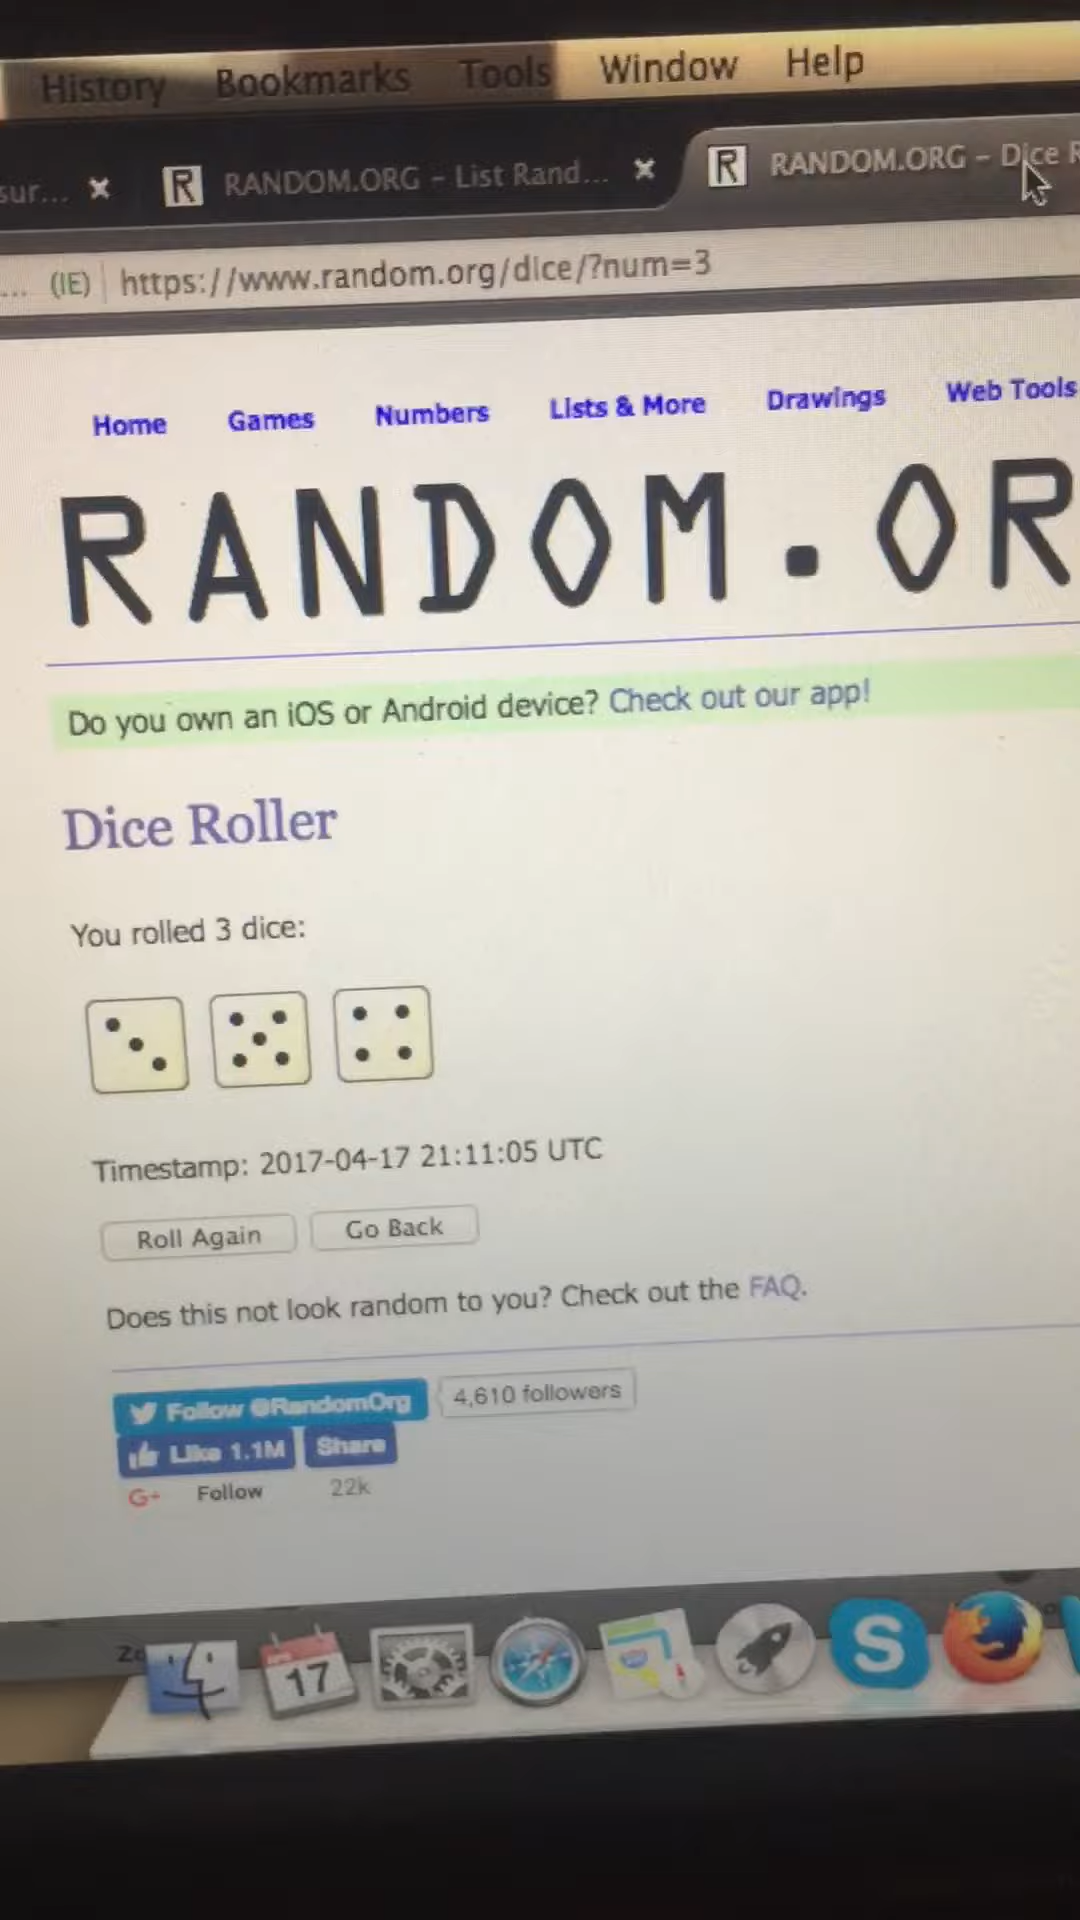 History Bookmarks Tools Window Help
sur... RANDOM.ORG – List Rand... RANDOM.ORG – Dice R
... (IE) https://www.random.org/dice/?num=3
Home Games Numbers Lists & More Drawings Web Tools
RANDOM.OR
Do you own an iOS or Android device? Check out our app!
Dice Roller
You rolled 3 dice:
Timestamp: 2017-04-17 21:11:05 UTC
Roll Again Go Back
Does this not look random to you? Check out the FAQ.
Follow @RandomOrg 4,610 followers
Like 1.1M Share
G+ Follow 22k
17